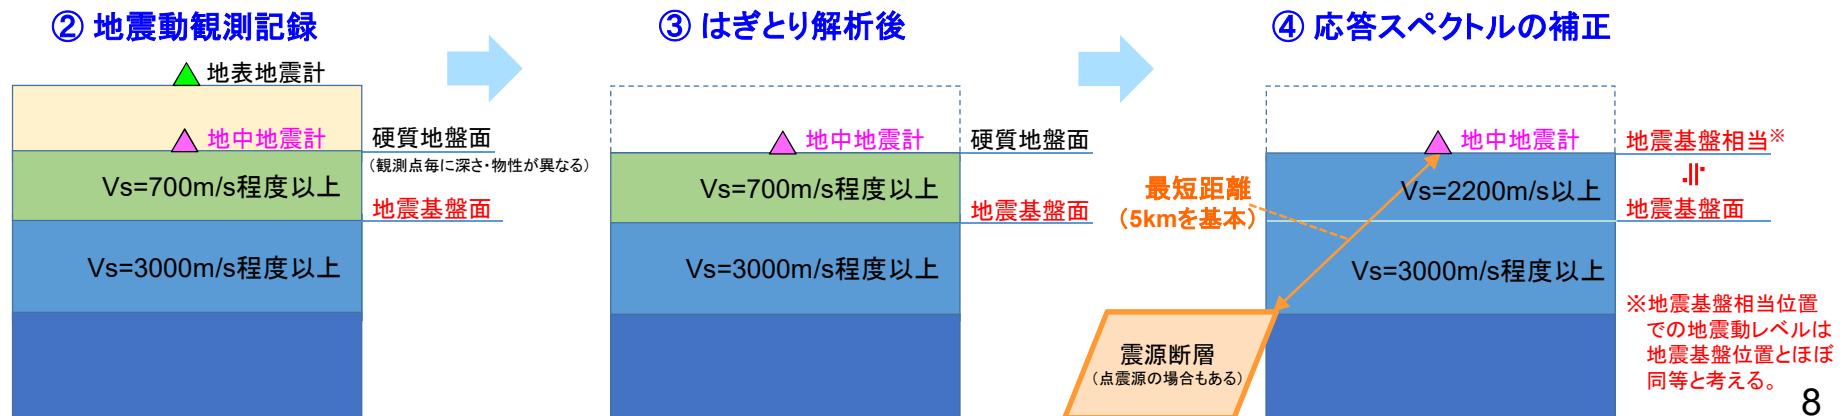 ② 地震動観測記録
地表地震計
地中地震計
硬質地盤面
（観測点毎に深さ・物性が異なる）
Vs=700m/s程度以上
地震基盤面
Vs=3000m/s程度以上
③ はぎとり解析後
地中地震計
硬質地盤面
Vs=700m/s程度以上
地震基盤面
Vs=3000m/s程度以上
④ 応答スペクトルの補正
地中地震計
地震基盤相当※
最短距離
（5kmを基本）
Vs=2200m/s以上
≒
地震基盤面
Vs=3000m/s程度以上
震源断層
（点震源の場合もある）
※地震基盤相当位置
での地震動レベルは
地震基盤位置とほぼ
同等と考える。
8